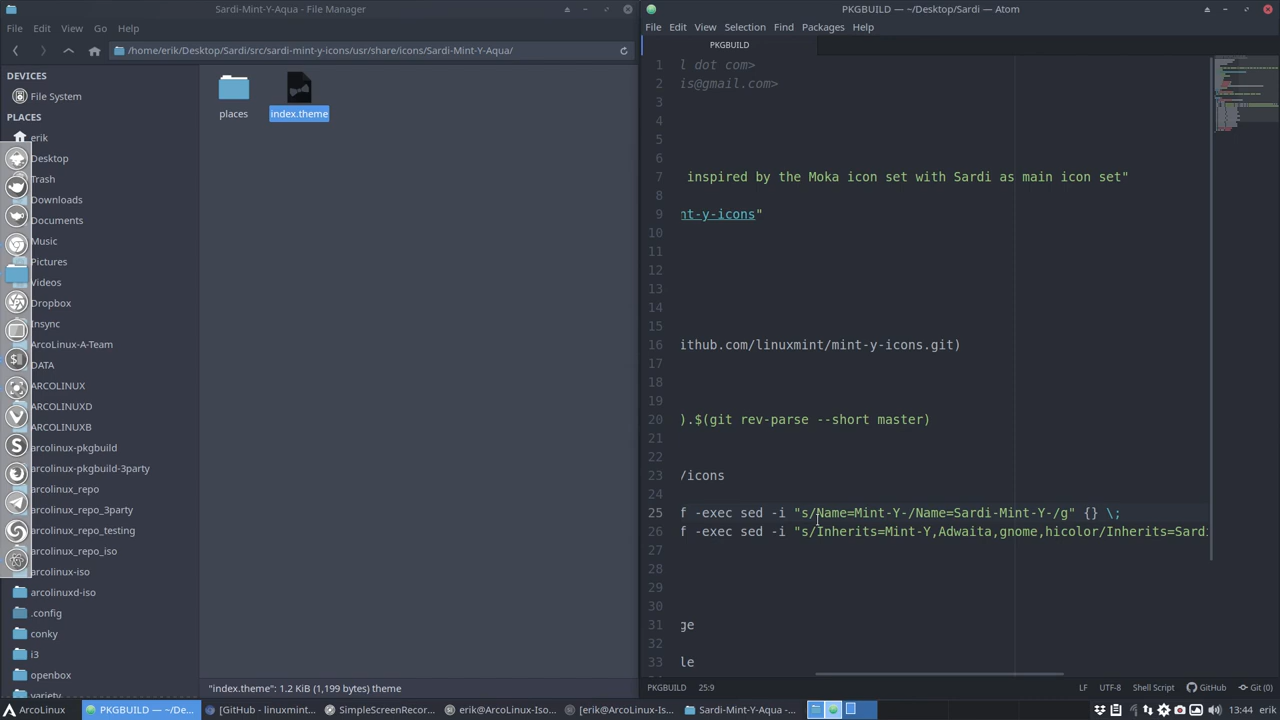 Sardi-Mint-Y-Aqua - File Manager
File Edit View Go Help
/home/erik/Desktop/Sardi/src/sardi-mint-y-icons/usr/share/icons/Sardi-Mint-Y-Aqua/
DEVICES
File System
PLACES
erik
Desktop
Trash
Downloads
Documents
Music
Pictures
Videos
Dropbox
Insync
ArcoLinux-A-Team
DATA
ARCOLINUX
ARCOLINUXD
ARCOLINUXB
arcolinux-pkgbuild
arcolinux-pkgbuild-3party
arcolinux_repo
arcolinux_repo_3party
arcolinux_repo_testing
arcolinux_repo_iso
arcolinux-iso
arcolinuxd-iso
.config
conky
i3
openbox
variety
places
index.theme
"index.theme": 1.2 KiB (1,199 bytes) theme
PKGBUILD — ~/Desktop/Sardi — Atom
File Edit View Selection Find Packages Help
PKGBUILD
1 l dot com>
2 is@gmail.com>
3
4
5
6
7 inspired by the Moka icon set with Sardi as main icon set"
8
9 nt-y-icons"
10
11
12
13
14
15
16 ithub.com/linuxmint/mint-y-icons.git)
17
18
19
20 ).$(git rev-parse --short master)
21
22
23 /icons
24
25 f -exec sed -i "s/Name=Mint-Y-/Name=Sardi-Mint-Y-/g" {} \;
26 f -exec sed -i "s/Inherits=Mint-Y,Adwaita,gnome,hicolor/Inherits=Sardi
27
28
29
30
31 ge
32
33 le
PKGBUILD 25:9 LF UTF-8 Shell Script GitHub Git (0)
ArcoLinux PKGBUILD — ~/De... [GitHub - linuxmint... SimpleScreenRecor... erik@ArcoLinux-Iso... [erik@ArcoLinux-Is... Sardi-Mint-Y-Aqua -... 13:44 erik